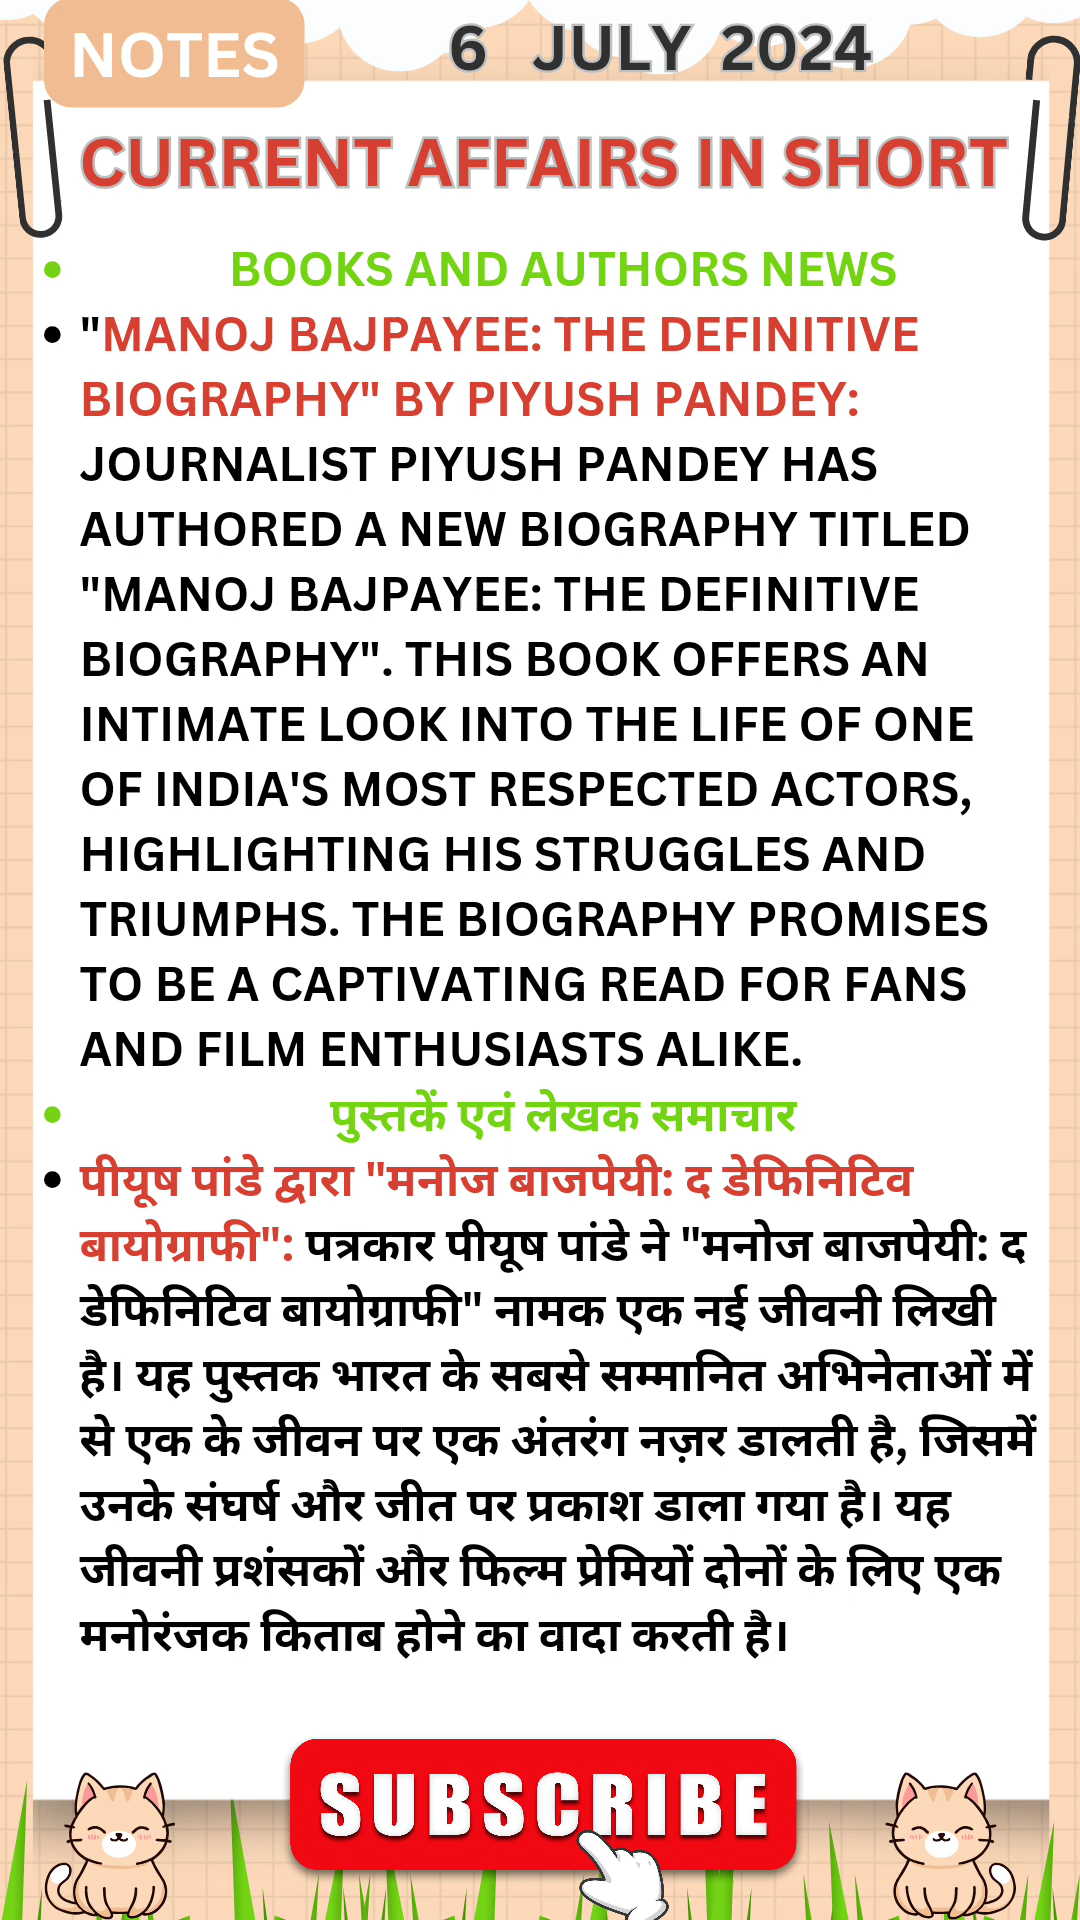 NOTES
6 JULY 2024
CURRENT AFFAIRS IN SHORT
• BOOKS AND AUTHORS NEWS
• "MANOJ BAJPAYEE: THE DEFINITIVE
BIOGRAPHY" BY PIYUSH PANDEY:
JOURNALIST PIYUSH PANDEY HAS
AUTHORED A NEW BIOGRAPHY TITLED
"MANOJ BAJPAYEE: THE DEFINITIVE
BIOGRAPHY". THIS BOOK OFFERS AN
INTIMATE LOOK INTO THE LIFE OF ONE
OF INDIA'S MOST RESPECTED ACTORS,
HIGHLIGHTING HIS STRUGGLES AND
TRIUMPHS. THE BIOGRAPHY PROMISES
TO BE A CAPTIVATING READ FOR FANS
AND FILM ENTHUSIASTS ALIKE.
• पुस्तकें एवं लेखक समाचार
• पीयूष पांडे द्वारा "मनोज बाजपेयी: द डेफिनिटिव
बायोग्राफी": पत्रकार पीयूष पांडे ने "मनोज बाजपेयी: द
डेफिनिटिव बायोग्राफी" नामक एक नई जीवनी लिखी
है। यह पुस्तक भारत के सबसे सम्मानित अभिनेताओं में
से एक के जीवन पर एक अंतरंग नज़र डालती है, जिसमें
उनके संघर्ष और जीत पर प्रकाश डाला गया है। यह
जीवनी प्रशंसकों और फिल्म प्रेमियों दोनों के लिए एक
मनोरंजक किताब होने का वादा करती है।
SUBSCRIBE